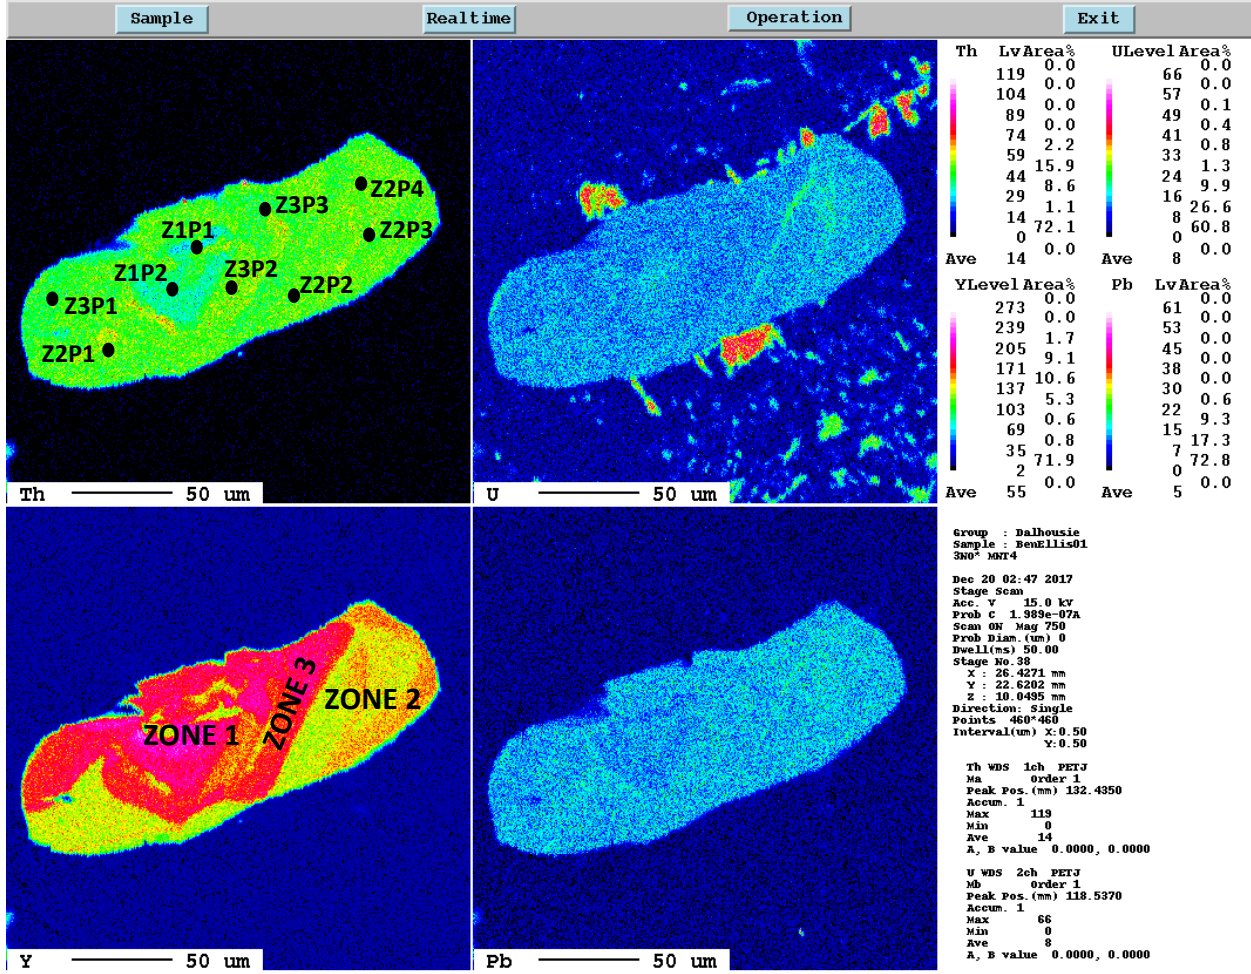 Sample Realtime Operation Exit
Z2P4
Z3P3
Z1P1
Z2P3
Z1P2
Z3P2
Z2P2
Z3P1
Z2P1
Th 50 um
U 50 um
Th Lv Area%
0.0
119
0.0
104
0.0
89
0.0
74
2.2
59
15.9
44
8.6
29
1.1
14
72.1
0
0.0
Ave 14
ULevel Area%
0.0
66
0.0
57
0.1
49
0.4
41
0.8
33
1.3
24
9.9
16
26.6
8
60.8
0
0.0
Ave 8
YLevel Area%
0.0
273
0.0
239
1.7
205
9.1
171
10.6
137
5.3
103
0.6
69
0.8
35
71.9
2
0.0
Ave 55
Pb Lv Area%
0.0
61
0.0
53
0.0
45
0.0
38
0.0
30
0.6
22
9.3
15
17.3
7
72.8
0
0.0
Ave 5
ZONE 1
ZONE 3
ZONE 2
Y 50 um
Pb 50 um
Group : Dalhousie
Sample : BenEllis01
3NO* MNT4
Dec 20 02:47 2017
Stage Scan
Acc. V 15.0 kV
Prob C 1.989e-07A
Scan ON Mag 750
Prob Diam.(um) 0
Dwell(ms) 50.00
Stage No.38
X : 26.4271 mm
Y : 22.6202 mm
Z : 10.0495 mm
Direction: Single
Points 460*460
Interval(um) X:0.50
Y:0.50
Th WDS 1ch PETJ
Ma Order 1
Peak Pos.(mm) 132.4350
Accum. 1
Max 119
Min 0
Ave 14
A, B value 0.0000, 0.0000
U WDS 2ch PETJ
Mb Order 1
Peak Pos.(mm) 118.5370
Accum. 1
Max 66
Min 0
Ave 8
A, B value 0.0000, 0.0000